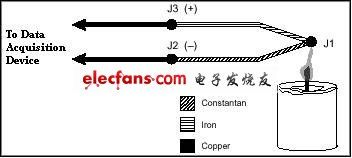 J3 (+)
To Data
Acquisition
Device
J2 (–)
J1
elecfans·com 电子发烧友
Constantan
Iron
Copper